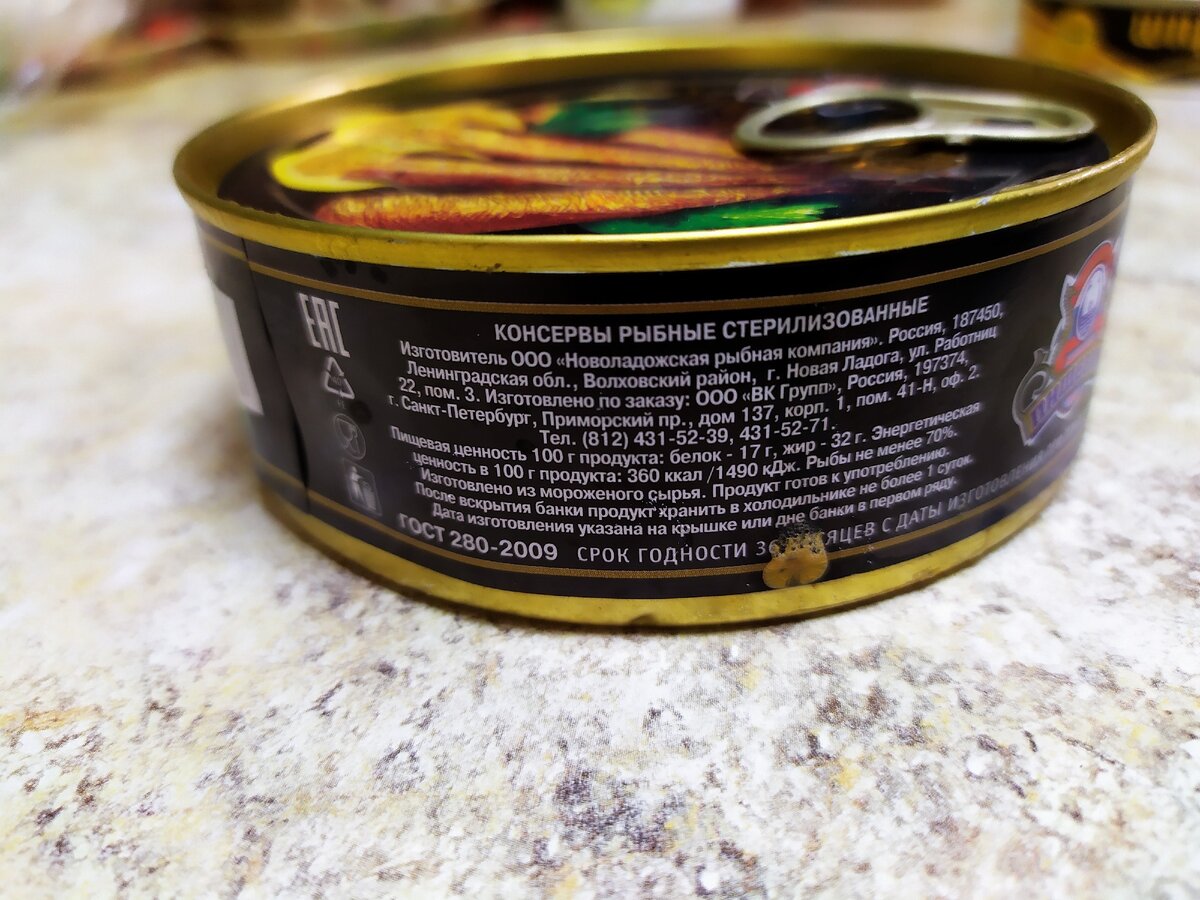 EAC
КОНСЕРВЫ РЫБНЫЕ СТЕРИЛИЗОВАННЫЕ
Изготовитель ООО «Новоладожская рыбная компания». Россия, 187450,
Ленинградская обл., Волховский район, г. Новая Ладога, ул. Работниц
22, пом. 3. Изготовлено по заказу: ООО «ВК Групп», Россия, 197374,
г. Санкт-Петербург, Приморский пр., дом 137, корп. 1, пом. 41-Н, оф. 2.
Тел. (812) 431-52-39, 431-52-71.
Пищевая ценность 100 г продукта: белок - 17 г, жир - 32 г. Энергетическая
ценность в 100 г продукта: 360 ккал /1490 кДж. Рыбы не менее 70%.
Изготовлено из мороженого сырья. Продукт готов к употреблению.
После вскрытия банки продукт хранить в холодильнике не более 1 суток.
Дата изготовления указана на крышке или дне банки в первом ряду.
ГОСТ 280-2009 СРОК ГОДНОСТИ С ДАТЫ ИЗГОТОВЛЕНИЯ